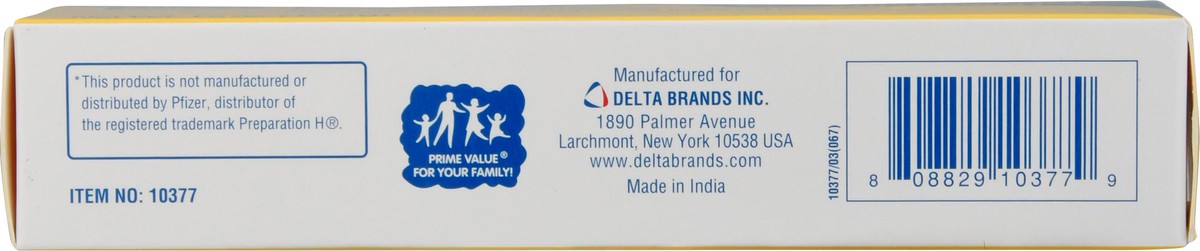 *This product is not manufactured or
distributed by Pfizer, distributor of
the registered trademark Preparation H®.
ITEM NO: 10377
PRIME VALUE®
FOR YOUR FAMILY!
Manufactured for
DELTA BRANDS INC.
1890 Palmer Avenue
Larchmont, New York 10538 USA
www.deltabrands.com
Made in India
10377/03(067)
8 08829 10377 9